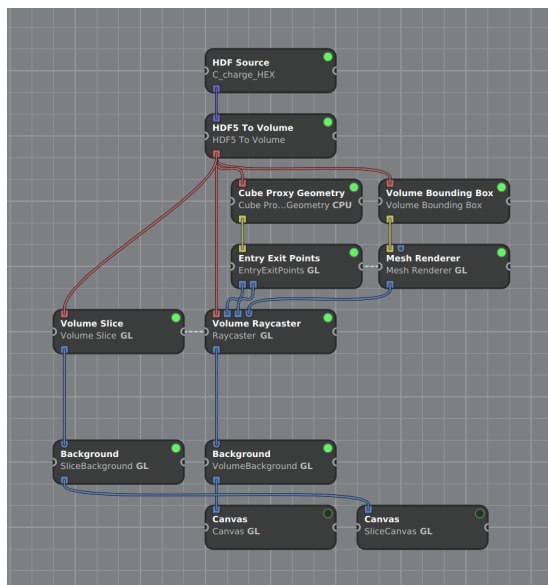 HDF Source
C_charge_HEX
HDF5 To Volume
HDF5 To Volume
Cube Proxy Geometry
Cube Pro...Geometry CPU
Volume Bounding Box
Volume Bounding Box
Entry Exit Points
EntryExitPoints GL
Mesh Renderer
Mesh Renderer GL
Volume Slice
Volume Slice GL
Volume Raycaster
Raycaster GL
Background
SliceBackground GL
Background
VolumeBackground GL
Canvas
Canvas GL
Canvas
SliceCanvas GL